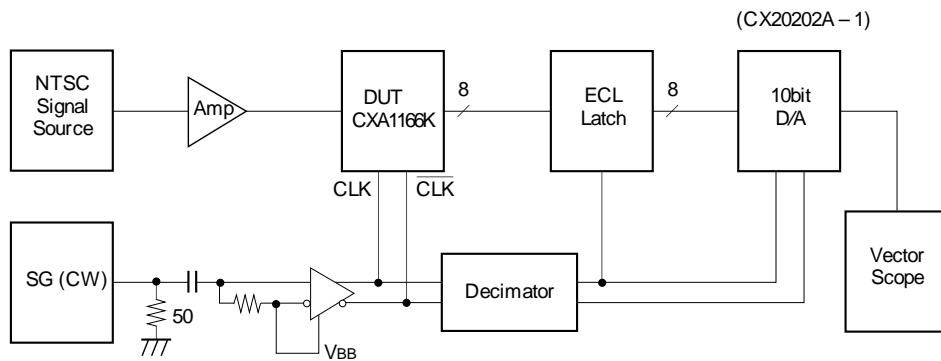 (CX20202A – 1)
NTSC
Signal
Source
Amp
DUT
CXA1166K
8
ECL
Latch
8
10bit
D/A
CLK
CLK
SG (CW)
50
VBB
Decimator
Vector
Scope